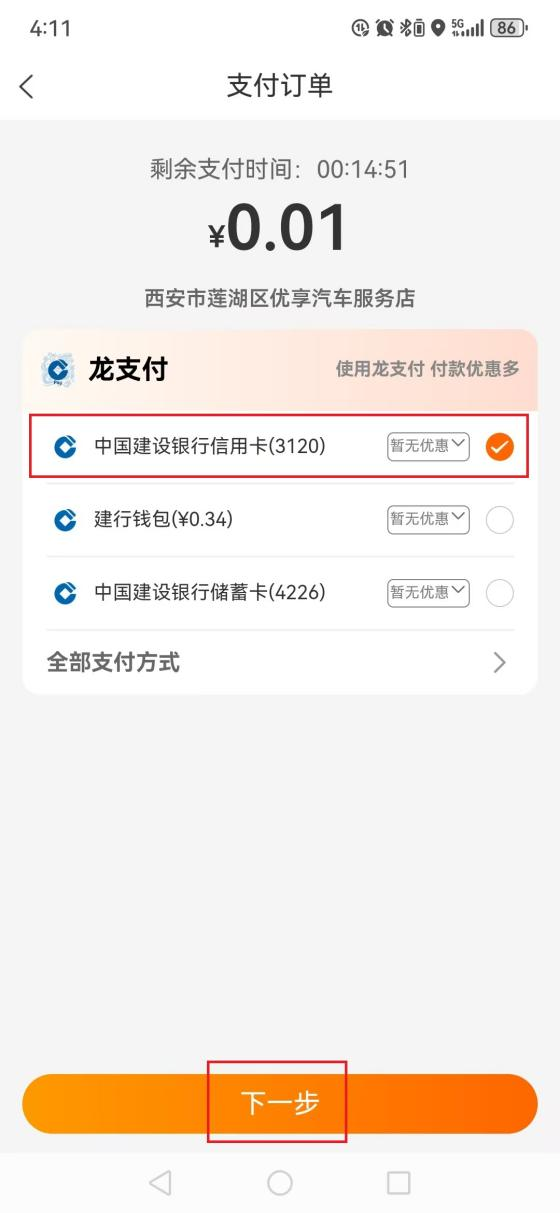 4:11
5G 86
支付订单
剩余支付时间：00:14:51
¥0.01
西安市莲湖区优享汽车服务店
龙支付 使用龙支付 付款优惠多
中国建设银行信用卡(3120) 暂无优惠
建行钱包(¥0.34) 暂无优惠
中国建设银行储蓄卡(4226) 暂无优惠
全部支付方式
下一步